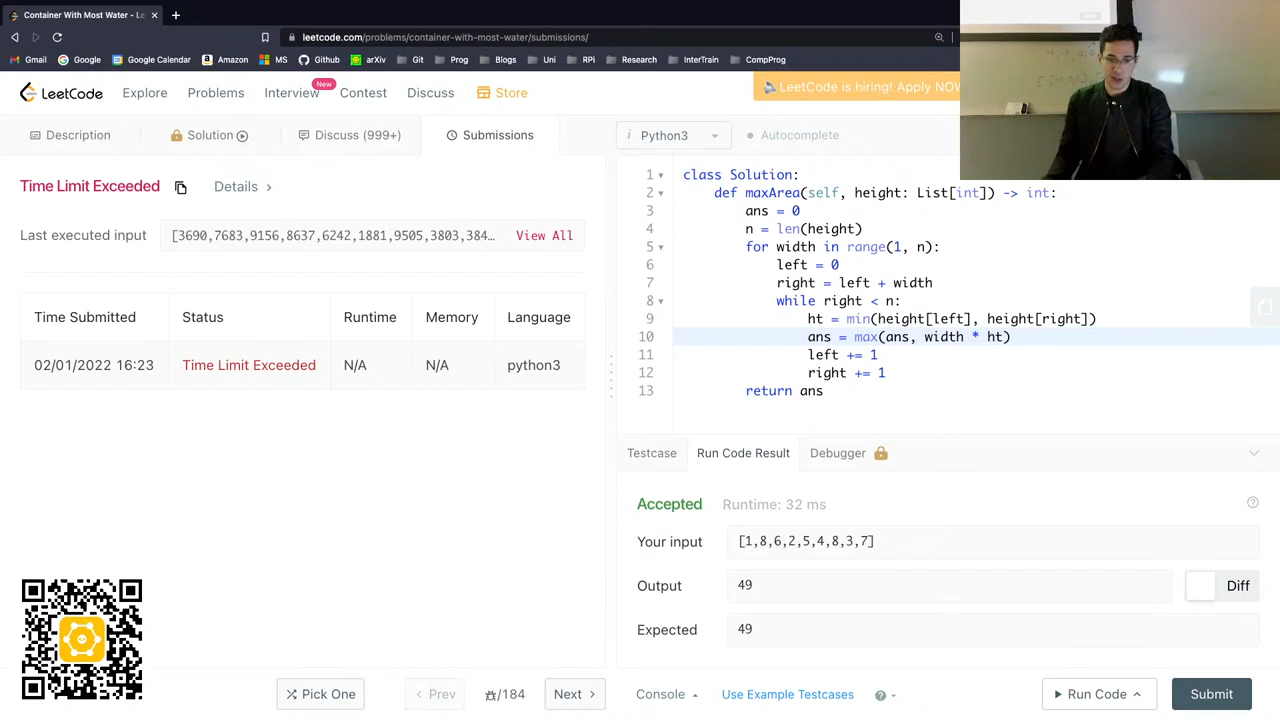 Container With Most Water - Le
leetcode.com/
container-with-most-water/submissions/
Gmail
Google
Google Calendar
Amazon
MS
Github
arXiv
Prog
Blogs
Uni
RPi
Research
InterTrain
CompProg
LeetCode
Explore
Problems
Interview
New
Contest
Discuss
Store
LeetCode is hiring! Apply NOW
Description
Solution
Discuss (999+)
Submissions
Time Limit Exceeded
Details
Last executed input
[3690,7683,9156,8637,6242,1881,9505,3803,384…
View All
Time Submitted Status Runtime Memory Language
02/01/2022 16:23 Time Limit Exceeded N/A N/A python3
Pick One
Prev
/184
Next
i Python3
Autocomplete
1 class Solution:
2 def maxArea(self, height: List[int]) -> int:
3 ans = 0
4 n = len(height)
5 for width in range(1, n):
6 left = 0
7 right = left + width
8 while right < n:
9 ht = min(height[left], height[right])
10 ans = max(ans, width * ht)
11 left += 1
12 right += 1
13 return ans
Testcase
Run Code Result
Debugger
Accepted
Runtime: 32 ms
Your input
[1,8,6,2,5,4,8,3,7]
Output
49
Diff
Expected
49
Console
Use Example Testcases
Run Code
Submit